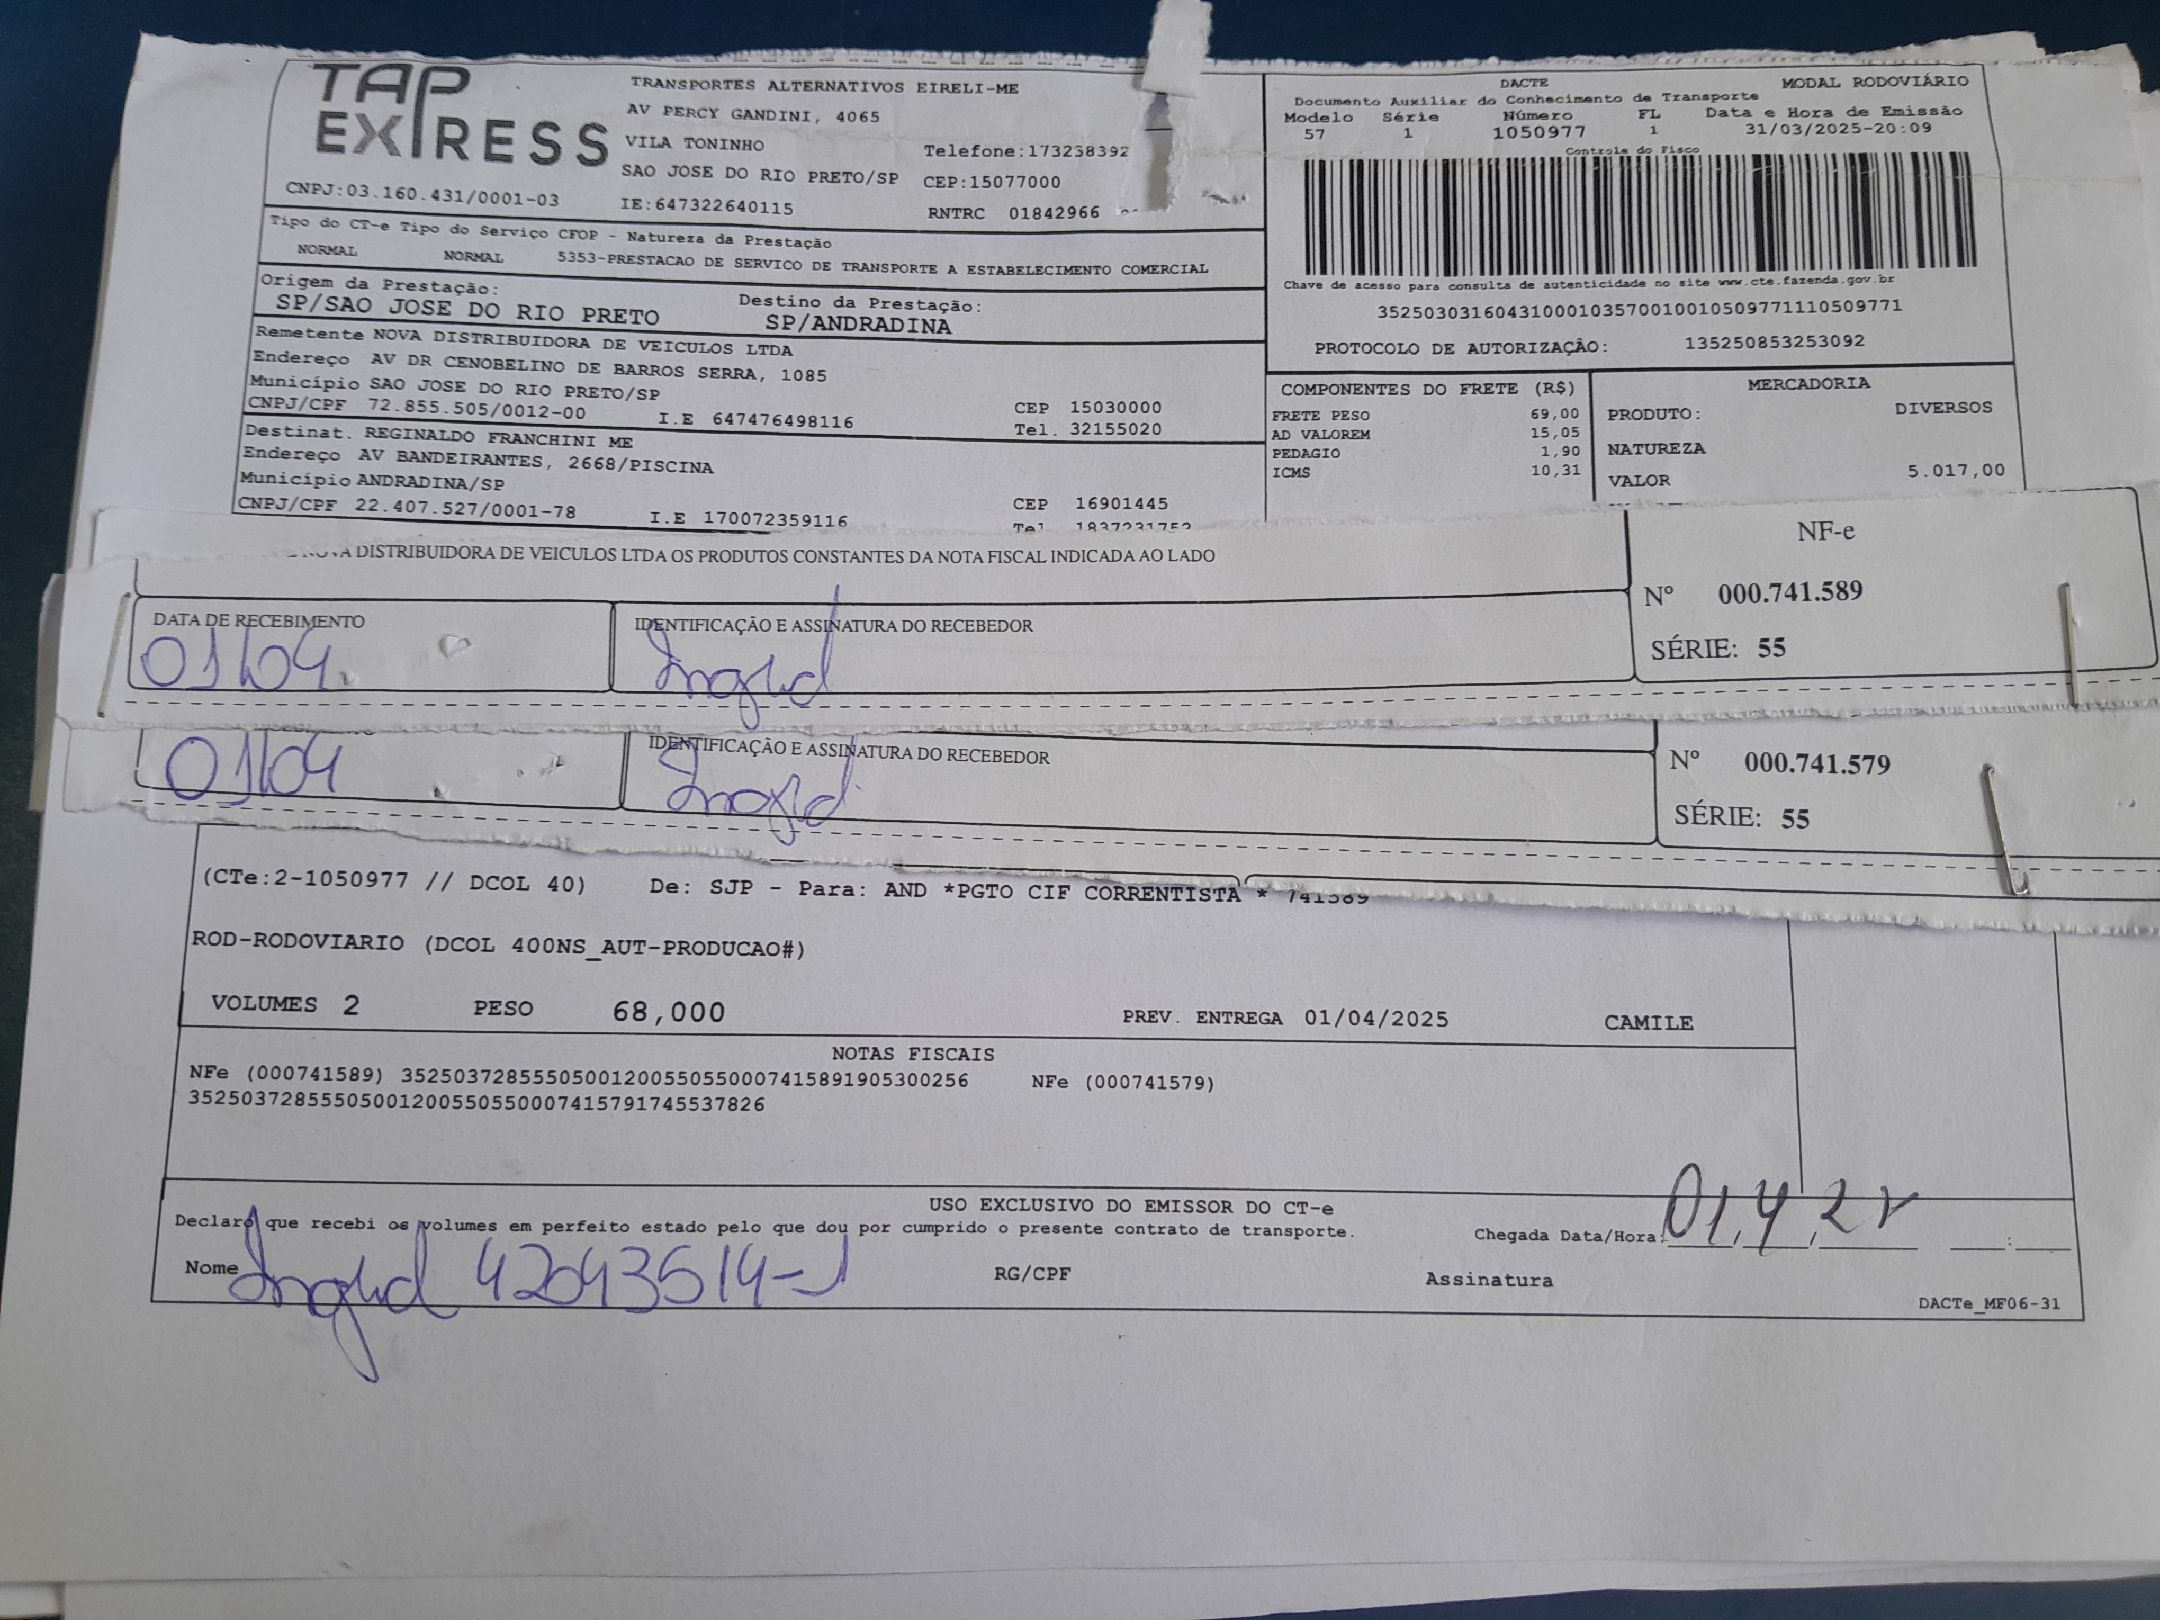 TAP EXPRESS
TRANSPORTES ALTERNATIVOS EIRELI-ME
AV PERCY GANDINI, 4065
VILA TONINHO
Telefone:173238392
SAO JOSE DO RIO PRETO/SP CEP:15077000
CNPJ:03.160.431/0001-03 IE:647322640115 RNTRC 01842966
DACTE MODAL RODOVIÁRIO
Documento Auxiliar do Conhecimento de Transporte
Modelo Série Número FL Data e Hora de Emissão
57 1 1050977 1 31/03/2025-20:09
Controle do Fisco
Chave de acesso para consulta de autenticidade no site www.cte.fazenda.gov.br
35250303160431000103570010010509771110509771
PROTOCOLO DE AUTORIZAÇÃO: 135250853253092
Tipo do CT-e Tipo do Serviço CFOP - Natureza da Prestação
NORMAL NORMAL 5353-PRESTACAO DE SERVICO DE TRANSPORTE A ESTABELECIMENTO COMERCIAL
Origem da Prestação: Destino da Prestação:
SP/SAO JOSE DO RIO PRETO SP/ANDRADINA
Remetente NOVA DISTRIBUIDORA DE VEICULOS LTDA
Endereço AV DR CENOBELINO DE BARROS SERRA, 1085
Município SAO JOSE DO RIO PRETO/SP CEP 15030000
CNPJ/CPF 72.855.505/0012-00 I.E 647476498116 Tel. 32155020
Destinat. REGINALDO FRANCHINI ME
Endereço AV BANDEIRANTES, 2668/PISCINA
Município ANDRADINA/SP CEP 16901445
CNPJ/CPF 22.407.527/0001-78 I.E 170072359116 Tel 1837231752
COMPONENTES DO FRETE (R$)
FRETE PESO 69,00
AD VALOREM 15,05
PEDAGIO 1,90
ICMS 10,31
MERCADORIA
PRODUTO: DIVERSOS
NATUREZA
VALOR 5.017,00
NOVA DISTRIBUIDORA DE VEICULOS LTDA OS PRODUTOS CONSTANTES DA NOTA FISCAL INDICADA AO LADO
NF-e
Nº 000.741.589
SÉRIE: 55
DATA DE RECEBIMENTO IDENTIFICAÇÃO E ASSINATURA DO RECEBEDOR
01/04 Ingrid
IDENTIFICAÇÃO E ASSINATURA DO RECEBEDOR
01/04 Ingrid
Nº 000.741.579
SÉRIE: 55
(CTe:2-1050977 // DCOL 40) De: SJP - Para: AND *PGTO CIF CORRENTISTA * 741589
ROD-RODOVIARIO (DCOL 400NS_AUT-PRODUCAO#)
VOLUMES 2 PESO 68,000 PREV. ENTREGA 01/04/2025 CAMILE
NOTAS FISCAIS
NFe (000741589) 35250372855505001200550550007415891905300256 NFe (000741579)
35250372855505001200550550007415791745537826
USO EXCLUSIVO DO EMISSOR DO CT-e
Declaro que recebi os volumes em perfeito estado pelo que dou por cumprido o presente contrato de transporte.
Chegada Data/Hora:
Nome Ingrid 42043514-J RG/CPF Assinatura
DACTe_MF06-31